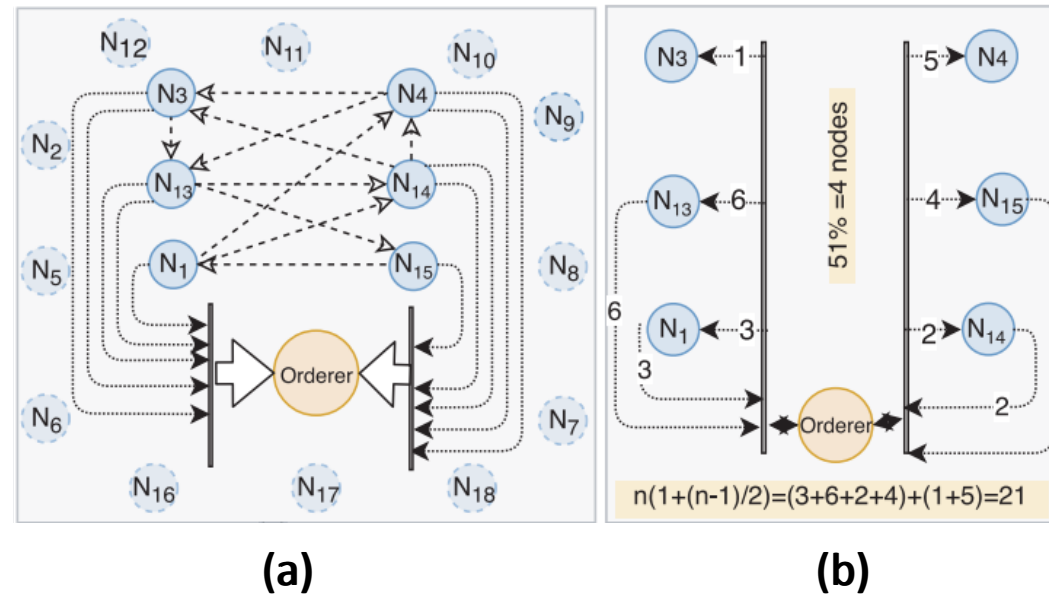 N12 N11 N10
N3 N4
N9
N2
N13 N14
N1 N15
N5 N8
Orderer
N6 N7
N16 N17 N18
(a)
N3 1 5 N4
51% =4 nodes
N13 6 4 N15
6 N1 3 2 N14
3
2
Orderer
n(1+(n-1)/2)=(3+6+2+4)+(1+5)=21
(b)